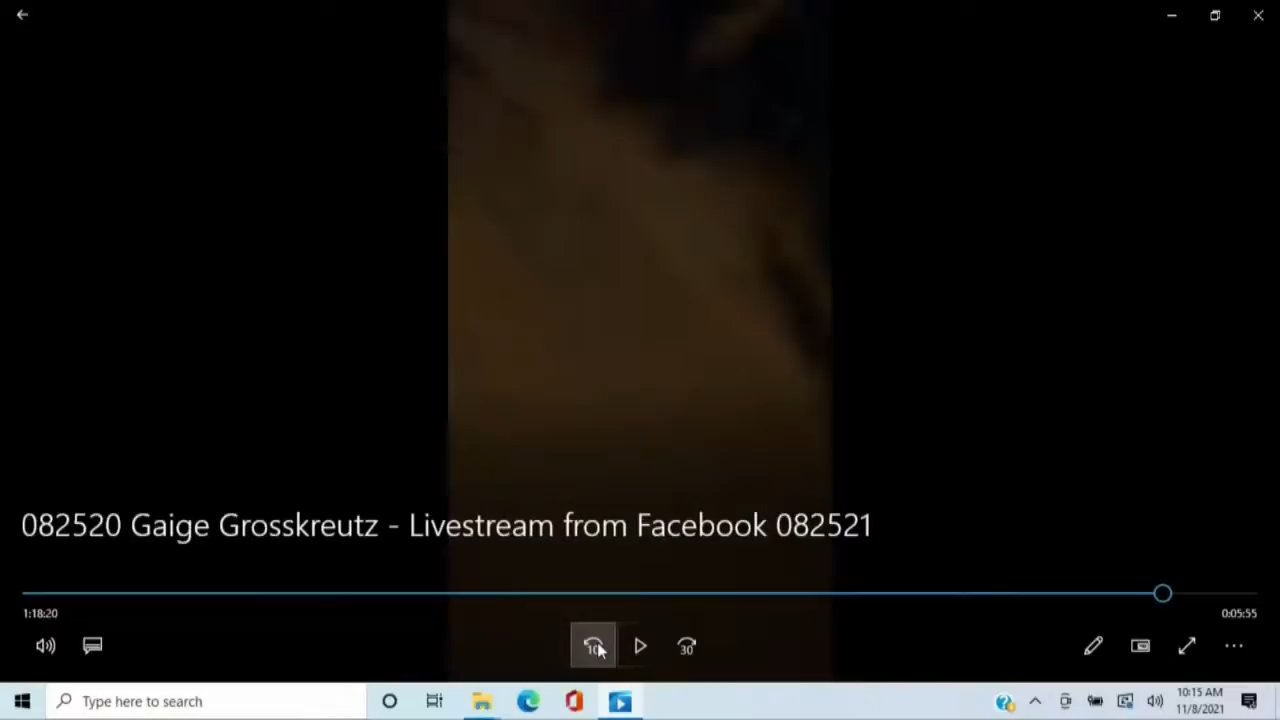 082520 Gaige Grosskreutz - Livestream from Facebook 082521
1:18:20
0:05:55
10
30
Type here to search
10:15 AM
11/8/2021